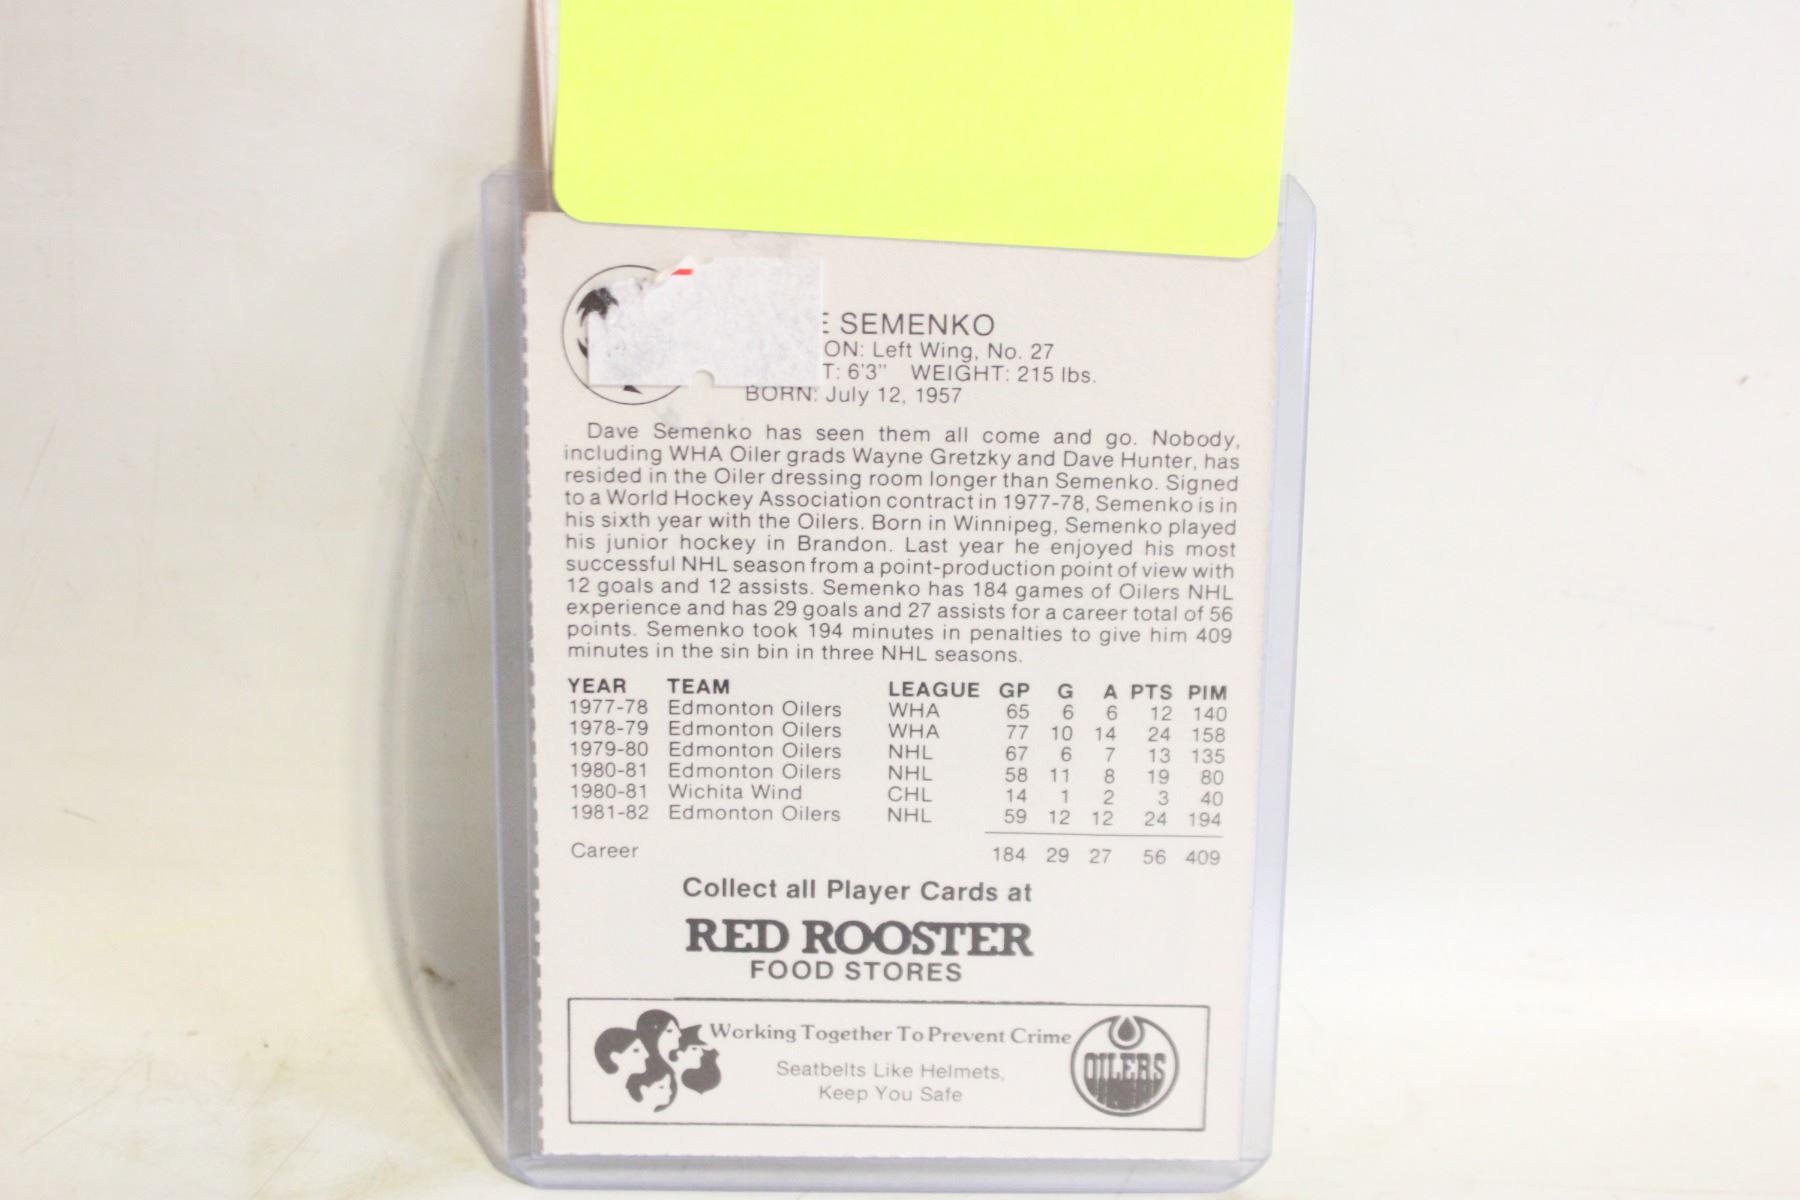 SEMENKO
ON: Left Wing, No. 27
T: 6'3" WEIGHT: 215 lbs.
BORN: July 12, 1957
Dave Semenko has seen them all come and go. Nobody,
including WHA Oiler grads Wayne Gretzky and Dave Hunter, has
resided in the Oiler dressing room longer than Semenko. Signed
to a World Hockey Association contract in 1977-78, Semenko is in
his sixth year with the Oilers. Born in Winnipeg, Semenko played
his junior hockey in Brandon. Last year he enjoyed his most
successful NHL season from a point-production point of view with
12 goals and 12 assists. Semenko has 184 games of Oilers NHL
experience and has 29 goals and 27 assists for a career total of 56
points. Semenko took 194 minutes in penalties to give him 409
minutes in the sin bin in three NHL seasons.
YEAR TEAM LEAGUE GP G A PTS PIM
1977-78 Edmonton Oilers WHA 65 6 6 12 140
1978-79 Edmonton Oilers WHA 77 10 14 24 158
1979-80 Edmonton Oilers NHL 67 6 7 13 135
1980-81 Edmonton Oilers NHL 58 11 8 19 80
1980-81 Wichita Wind CHL 14 1 2 3 40
1981-82 Edmonton Oilers NHL 59 12 12 24 194
Career 184 29 27 56 409
Collect all Player Cards at
RED ROOSTER
FOOD STORES
Working Together To Prevent Crime
Seatbelts Like Helmets,
Keep You Safe
OILERS